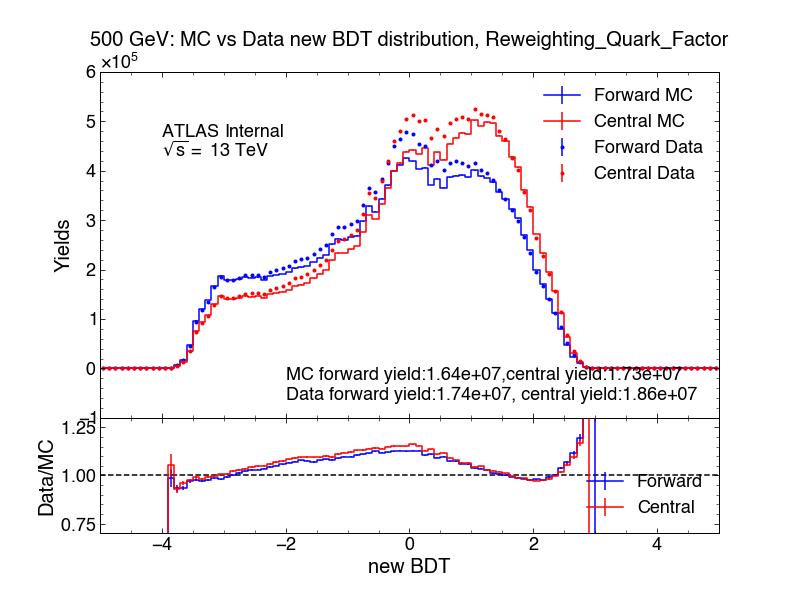 500 GeV: MC vs Data new BDT distribution, Reweighting_Quark_Factor
×10⁵
6
5
4
3
2
1
0
−1
Yields
ATLAS Internal
√s = 13 TeV
Forward MC
Central MC
Forward Data
Central Data
MC forward yield:1.64e+07,central yield:1.73e+07
Data forward yield:1.74e+07, central yield:1.86e+07
1.25
1.00
0.75
Data/MC
Forward
Central
−4 −2 0 2 4
new BDT